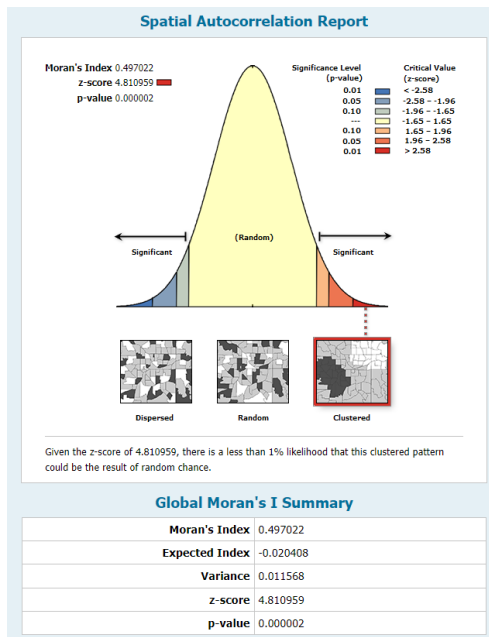 Spatial Autocorrelation Report
Moran's Index 0.497022
z-score 4.810959
p-value 0.000002
Significance Level (p-value)
Critical Value (z-score)
0.01 < -2.58
0.05 -2.58 – -1.96
0.10 -1.96 – -1.65
--- -1.65 – 1.65
0.10 1.65 – 1.96
0.05 1.96 – 2.58
0.01 > 2.58
(Random)
Significant Significant
Dispersed Random Clustered
Given the z-score of 4.810959, there is a less than 1% likelihood that this clustered pattern
could be the result of random chance.
Global Moran's I Summary
Moran's Index 0.497022
Expected Index -0.020408
Variance 0.011568
z-score 4.810959
p-value 0.000002